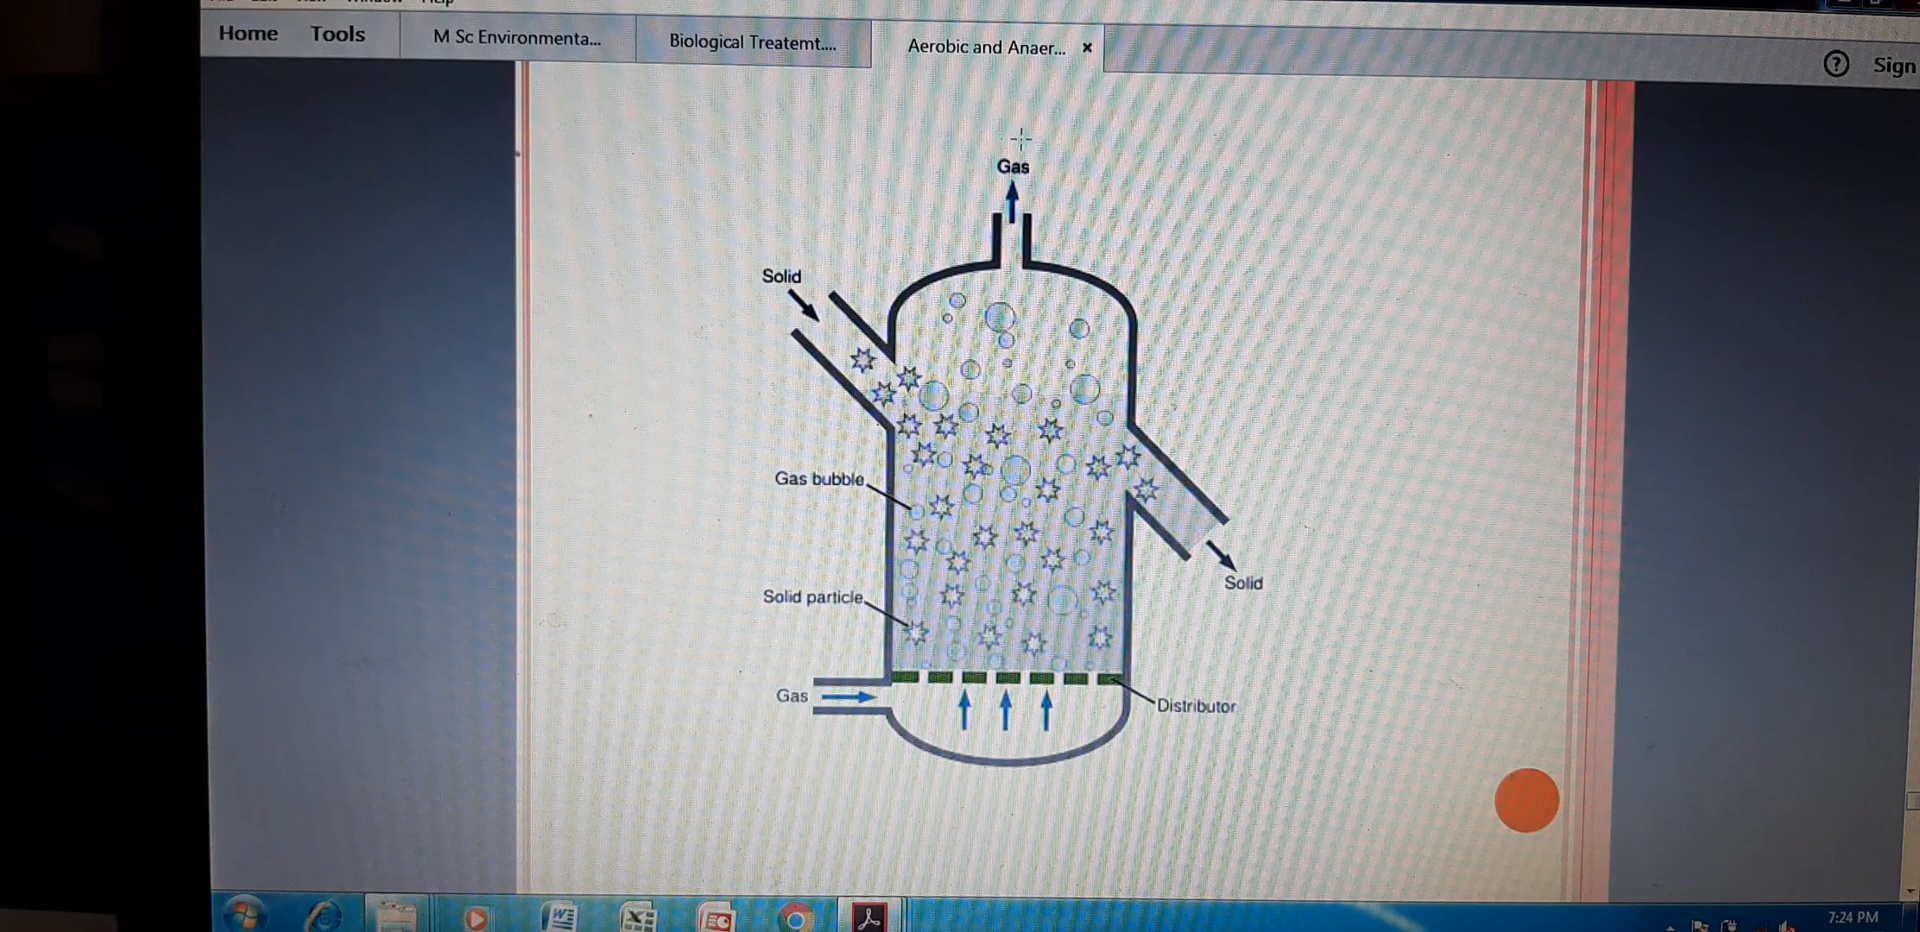 Home
Tools
M Sc Environmenta...
Biological Treatemt....
Aerobic and Anaer...
Sign
Gas
Solid
Gas bubble
Solid
Solid particle
Gas
Distributor
7:24 PM